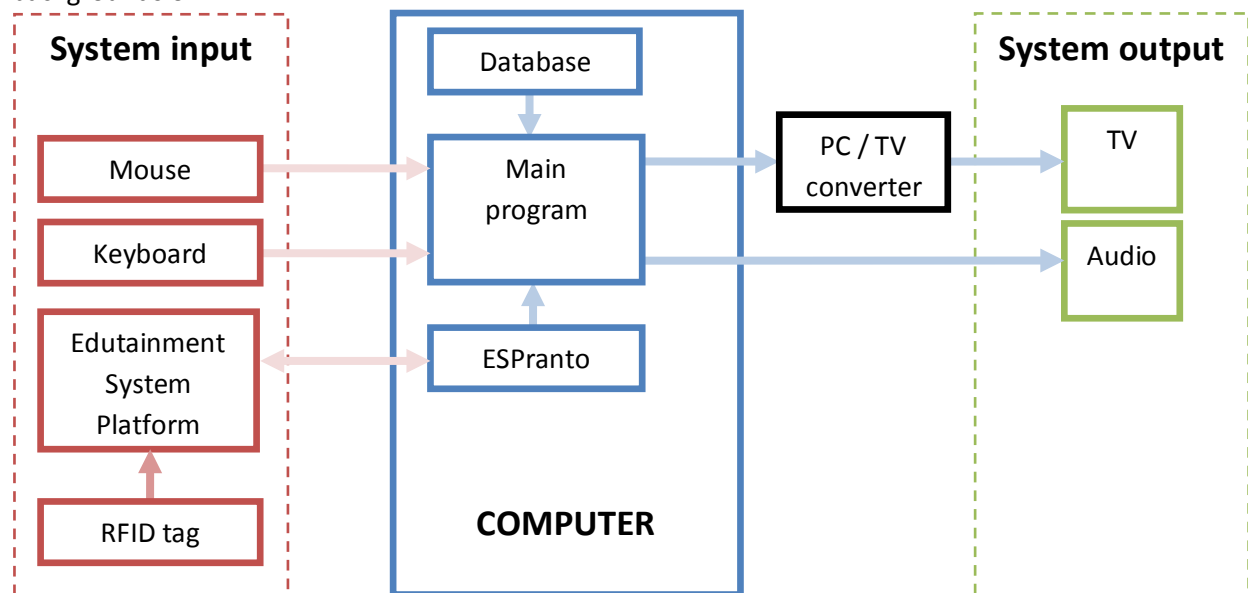 System input
Mouse
Keyboard
Edutainment
System
Platform
RFID tag
Database
Main
program
ESPranto
COMPUTER
PC / TV
converter
System output
TV
Audio